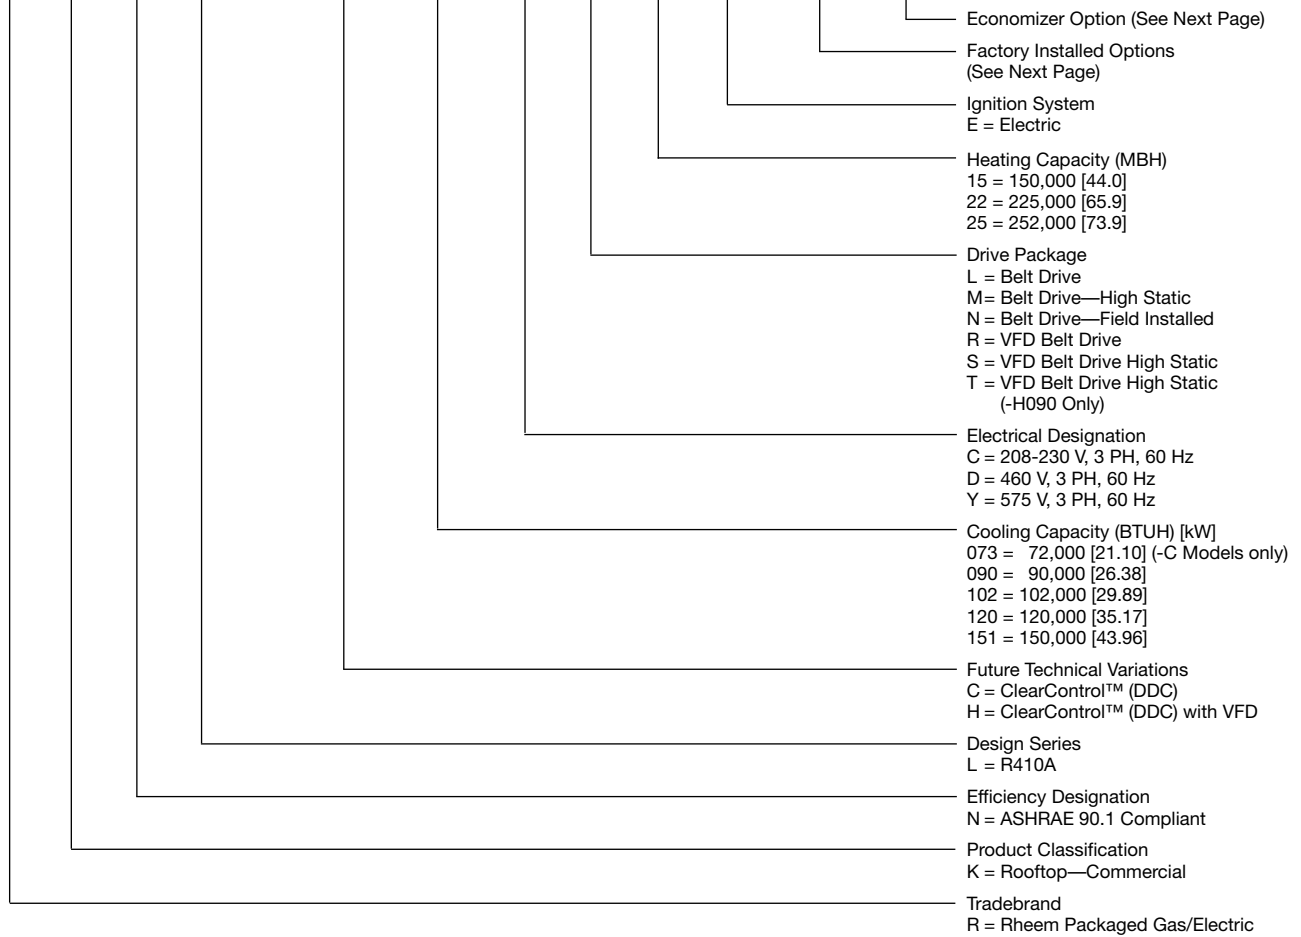 Economizer Option (See Next Page)
Factory Installed Options
(See Next Page)
Ignition System
E = Electric
Heating Capacity (MBH)
15 = 150,000 [44.0]
22 = 225,000 [65.9]
25 = 252,000 [73.9]
Drive Package
L = Belt Drive
M= Belt Drive—High Static
N = Belt Drive—Field Installed
R = VFD Belt Drive
S = VFD Belt Drive High Static
T = VFD Belt Drive High Static
(-H090 Only)
Electrical Designation
C = 208-230 V, 3 PH, 60 Hz
D = 460 V, 3 PH, 60 Hz
Y = 575 V, 3 PH, 60 Hz
Cooling Capacity (BTUH) [kW]
073 = 72,000 [21.10] (-C Models only)
090 = 90,000 [26.38]
102 = 102,000 [29.89]
120 = 120,000 [35.17]
151 = 150,000 [43.96]
Future Technical Variations
C = ClearControl™ (DDC)
H = ClearControl™ (DDC) with VFD
Design Series
L = R410A
Efficiency Designation
N = ASHRAE 90.1 Compliant
Product Classification
K = Rooftop—Commercial
Tradebrand
R = Rheem Packaged Gas/Electric